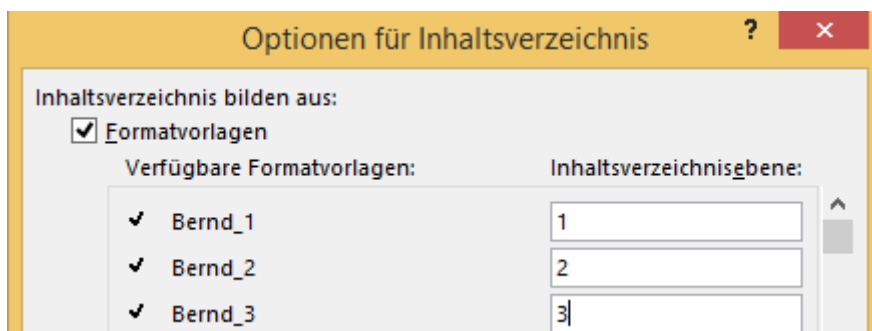 Optionen für Inhaltsverzeichnis ? ×
Inhaltsverzeichnis bilden aus:
Formatvorlagen
Verfügbare Formatvorlagen: Inhaltsverzeichnisebene:
Bernd_1 1
Bernd_2 2
Bernd_3 3